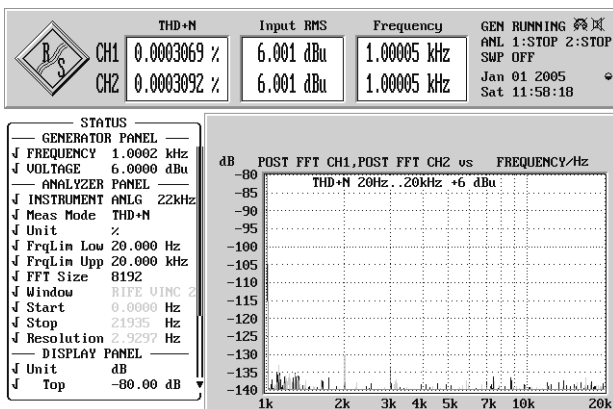 THD+N Input RMS Frequency
R S
CH1 0.0003069 % 6.001 dBu 1.00005 kHz
CH2 0.0003092 % 6.001 dBu 1.00005 kHz
GEN RUNNING
ANL 1:STOP 2:STOP
SWP OFF
Jan 01 2005
Sat 11:58:18
STATUS
GENERATOR PANEL
FREQUENCY 1.0002 kHz
VOLTAGE 6.0000 dBu
ANALYZER PANEL
INSTRUMENT ANLG 22kHz
Meas Mode THD+N
Unit %
FrqLim Low 20.000 Hz
FrqLim Upp 20.000 kHz
FFT Size 8192
Window RIFE VINC 2
Start 0.0000 Hz
Stop 21935 Hz
Resolution 2.9297 Hz
DISPLAY PANEL
Unit dB
Top -80.00 dB
dB POST FFT CH1,POST FFT CH2 vs FREQUENCY/Hz
THD+N 20Hz..20kHz +6 dBu
-80
-85
-90
-95
-100
-105
-110
-115
-120
-125
-130
-135
-140
1k 2k 3k 4k 5k 7k 10k 20k